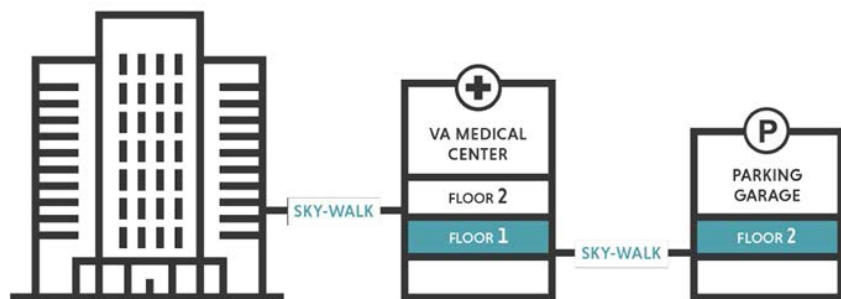 VA MEDICAL
CENTER
FLOOR 2
FLOOR 1
SKY-WALK
SKY-WALK
P
PARKING
GARAGE
FLOOR 2